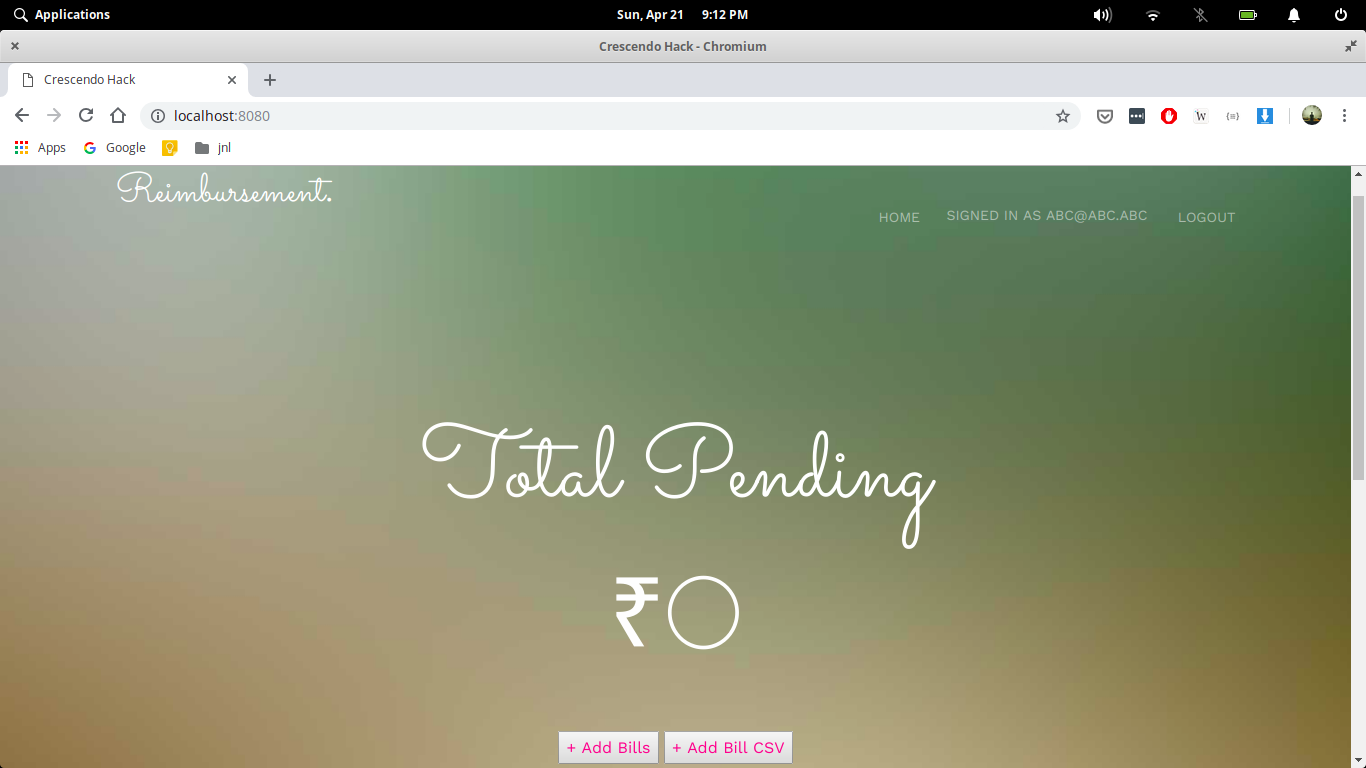 Applications
Sun, Apr 21 9:12 PM
Crescendo Hack - Chromium
Crescendo Hack
localhost:8080
W
Apps Google jnl
Reimbursement.
HOME SIGNED IN AS ABC@ABC.ABC LOGOUT
Total Pending
₹0
+ Add Bills + Add Bill CSV